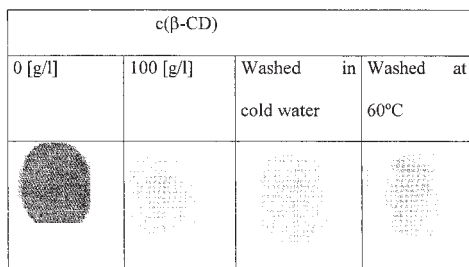 c(β-CD)
0 [g/l]
100 [g/l]
Washed in
cold water
Washed at
60ºC